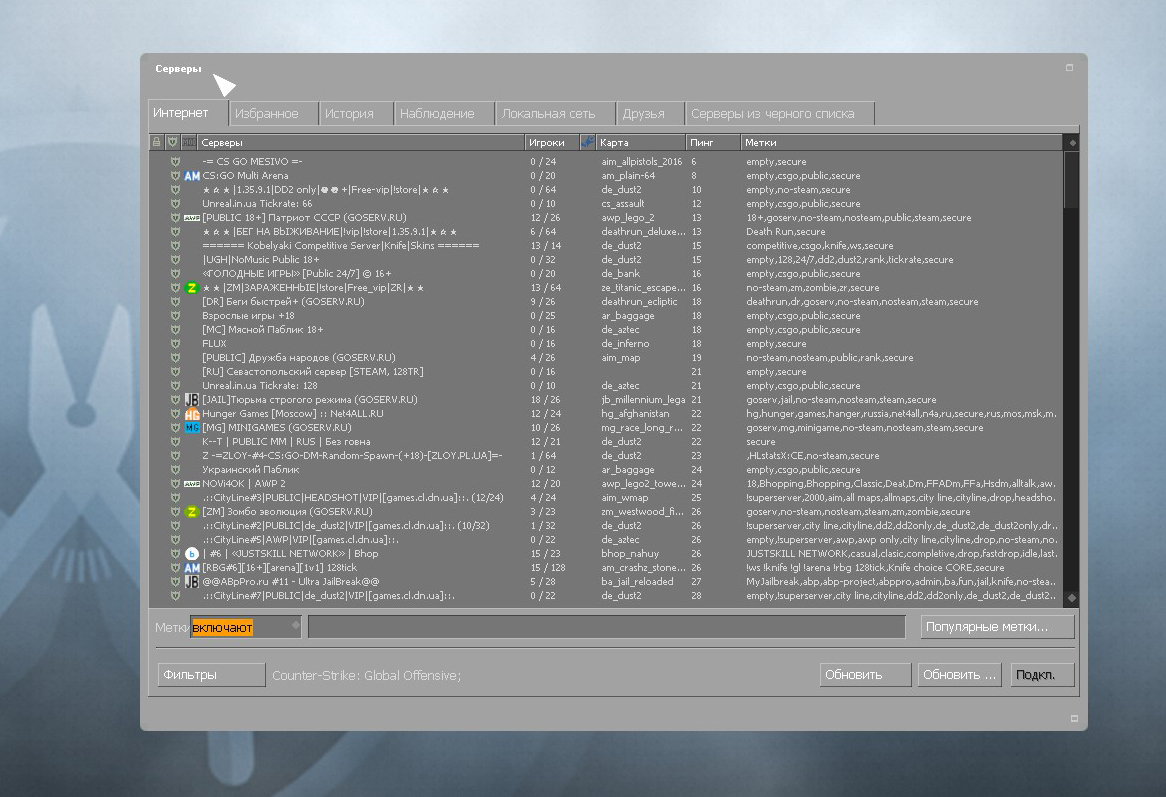 Серверы
Интернет Избранное История Наблюдение Локальная сеть Друзья Серверы из черного списка
Серверы Игроки Карта Пинг Метки
-= CS GO MESIVO =- 0 / 24 aim_allpistols_2016 6 empty,secure
AM CS:GO Multi Arena 0 / 20 am_plain-64 8 empty,csgo,public,secure
★ ☆ ★ |1.35.9.1|DD2 only|☻☻+|Free-vip|!store| ★ ☆ ★ 0 / 64 de_dust2 10 empty,no-steam,secure
Unreal.in.ua Tickrate: 66 0 / 10 cs_assault 12 empty,csgo,public,secure
AWP [PUBLIC 18+] Патриот СССР (GOSERV.RU) 12 / 26 awp_lego_2 13 18+,goserv,no-steam,nosteam,public,steam,secure
★ ☆ ★ |БЕГ НА ВЫЖИВАНИЕ|!vip|!store|1.35.9.1| ★ ☆ ★ 6 / 64 deathrun_deluxe... 13 Death Run,secure
====== Kobelyaki Competitive Server|Knife|Skins ====== 13 / 14 de_dust2 15 competitive,csgo,knife,ws,secure
|UGH|NoMusic Public 18+ 0 / 32 de_dust2 15 empty,128,24/7,dd2,dust2,rank,tickrate,secure
«ГОЛОДНЫЕ ИГРЫ» [Public 24/7] © 16+ 0 / 20 de_bank 16 empty,csgo,public,secure
Z ★ ★ |ZM|ЗАРАЖЕННЫЕ|!store|Free_vip|ZR| ★ ★ 13 / 64 ze_titanic_escape... 16 no-steam,zm,zombie,zr,secure
[DR] Беги быстрей+ (GOSERV.RU) 9 / 26 deathrun_ecliptic 18 deathrun,dr,goserv,no-steam,nosteam,steam,secure
Взрослые игры +18 0 / 25 ar_baggage 18 empty,csgo,public,secure
[MC] Мясной Паблик 18+ 0 / 16 de_aztec 18 empty,csgo,public,secure
FLUX 0 / 16 de_inferno 18 empty,secure
[PUBLIC] Дружба народов (GOSERV.RU) 4 / 26 aim_map 19 no-steam,nosteam,public,rank,secure
[RU] Севастопольский сервер [STEAM, 128TR] 0 / 16 21 empty,secure
Unreal.in.ua Tickrate: 128 0 / 10 de_aztec 21 empty,csgo,public,secure
JB [JAIL]Тюрьма строгого режима (GOSERV.RU) 18 / 26 jb_millennium_lega 21 goserv,jail,no-steam,nosteam,steam,secure
HG Hunger Games [Moscow] :: Net4ALL.RU 12 / 24 hg_afghanistan 22 hg,hunger,games,hanger,russia,net4all,n4a,ru,secure,rus,mos,msk,m...
MG [MG] MINIGAMES (GOSERV.RU) 10 / 26 mg_race_long_r... 22 goserv,mg,minigame,no-steam,nosteam,steam,secure
K--T | PUBLIC MM | RUS | Без говна 12 / 21 de_dust2 22 secure
Z -=ZLOY-#4-CS:GO-DM-Random-Spawn-(+18)-[ZLOY.PL.UA]=- 1 / 64 de_dust2 23 ,HLstatsX:CE,no-steam,secure
Украинский Паблик 0 / 12 ar_baggage 24 empty,csgo,public,secure
AWP NOVi4OK | AWP 2 12 / 20 awp_lego2_towe... 24 18,Bhopping,Bhopping,Classic,Deat,Dm,FFADm,FFa,Hsdm,alltalk,aw...
.::CityLine#3|PUBLIC|HEADSHOT|VIP|[games.cl.dn.ua]::. (12/24) 4 / 24 aim_wmap 25 !superserver,2000,aim,all maps,allmaps,city line,cityline,drop,headsho...
Z [ZM] Зомбо эволюция (GOSERV.RU) 3 / 23 zm_westwood_fi... 26 goserv,no-steam,nosteam,steam,zm,zombie,secure
.::CityLine#2|PUBLIC|de_dust2|VIP|[games.cl.dn.ua]::. (10/32) 1 / 32 de_dust2 26 !superserver,city line,cityline,dd2,dd2only,de_dust2,de_dust2only,dr...
.::CityLine#5|AWP|VIP|[games.cl.dn.ua]::. 0 / 22 de_aztec 26 empty,!superserver,awp,awp only,city line,cityline,drop,no-steam,no...
b | #6 | «JUSTSKILL NETWORK» | Bhop 15 / 23 bhop_nahuy 26 JUSTSKILL NETWORK,casual,clasic,completive,drop,fastdrop,idle,last...
AM [RBG#6][16+][arena][1v1] 128tick 15 / 128 am_crashz_stone... 26 !ws !knife !gl !arena !rbg 128tick,Knife choice CORE,secure
JB @@ABpPro.ru #11 - Ultra JailBreak@@ 5 / 28 ba_jail_reloaded 27 MyJailbreak,abp,abp-project,abppro,admin,ba,fun,jail,knife,no-stea...
.::CityLine#7|PUBLIC|de_dust2|VIP|[games.cl.dn.ua]::. 0 / 22 de_dust2 28 empty,!superserver,city line,cityline,dd2,dd2only,de_dust2,de_dust2...
Метки включают Популярные метки...
Фильтры Counter-Strike: Global Offensive; Обновить Обновить ... Подкл.